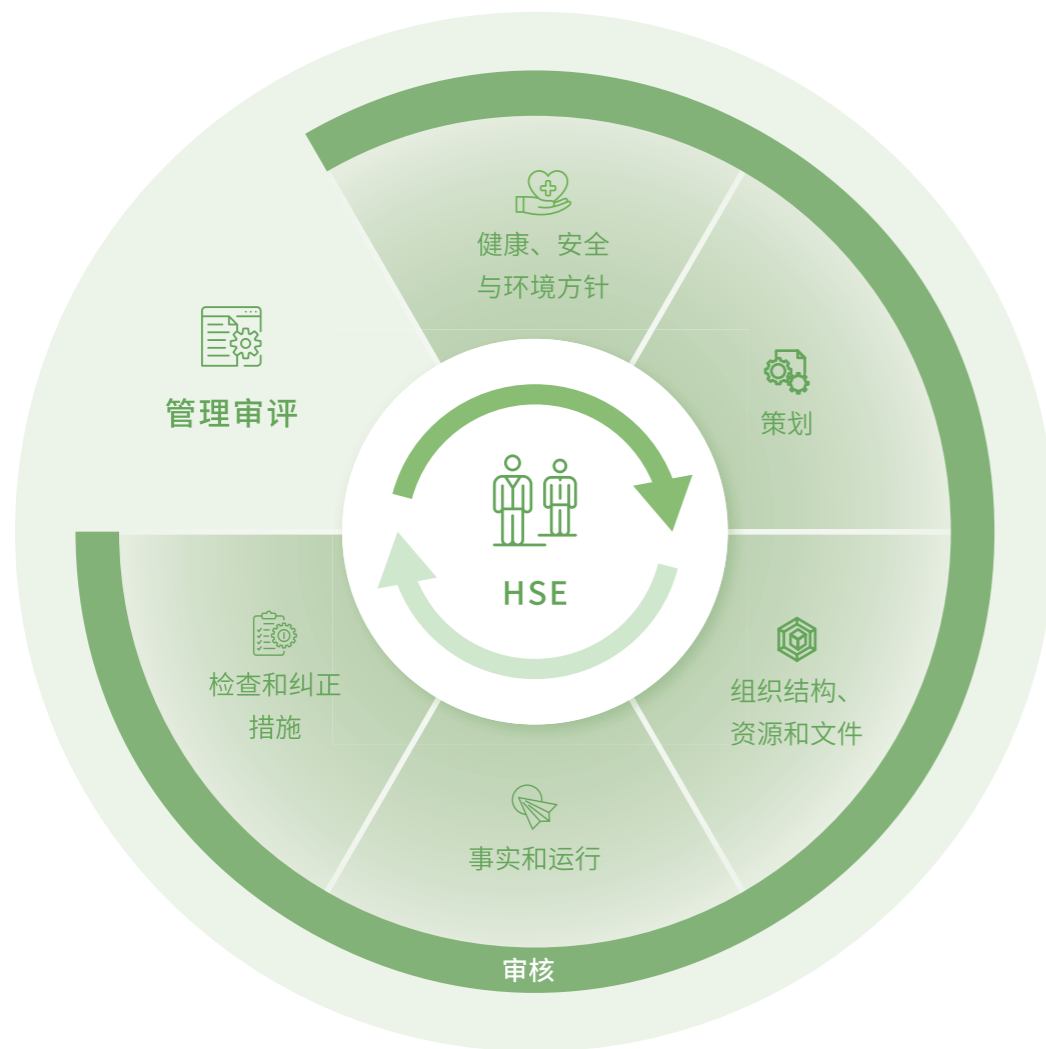 健康、安全
与环境方针
策划
管理审评
HSE
组织结构、
资源和文件
检查和纠正
措施
事实和运行
审核